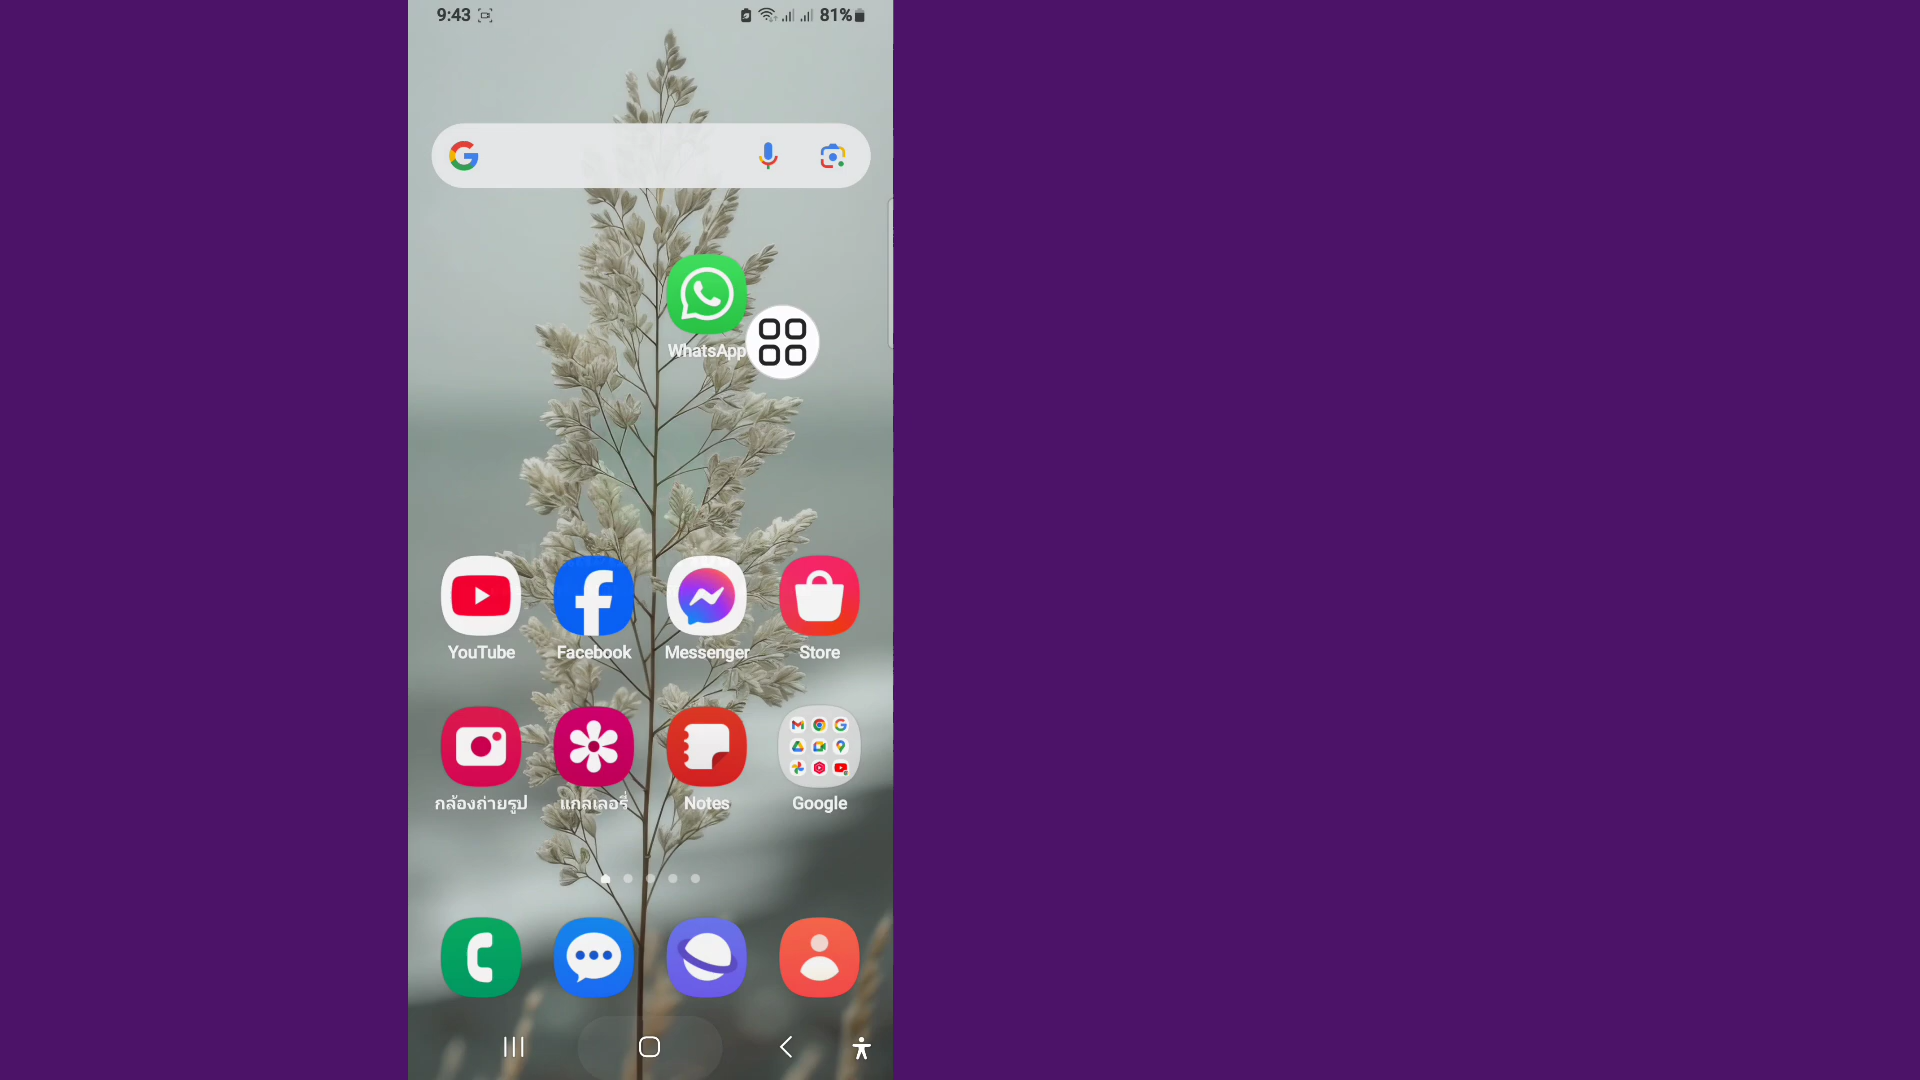 9:43
81%
WhatsApp
YouTube
Facebook
Messenger
Store
กล้องถ่ายรูป
แกลเลอรี่
Notes
Google